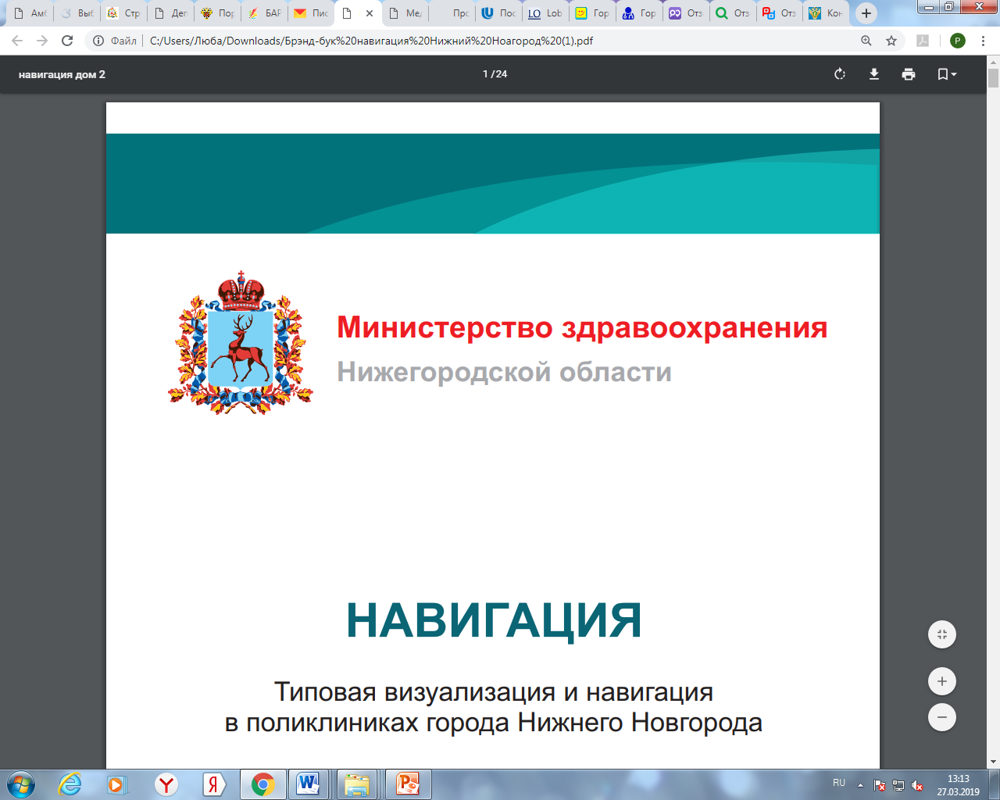 Амб
Выб
Стр
Деп
Пор
БАР
Пис
Мед
Прс
Пос
LO Lob
Гор
Гор
Отз
Отз
Отз
Кон
Файл C:/Users/Люба/Downloads/Брэнд-бук%20навигация%20Нижний%20Ноагород%20(1).pdf
P
навигация дом 2
1 / 24
Министерство здравоохранения
Нижегородской области
НАВИГАЦИЯ
Типовая визуализация и навигация
в поликлиниках города Нижнего Новгорода
RU
13:13
27.03.2019